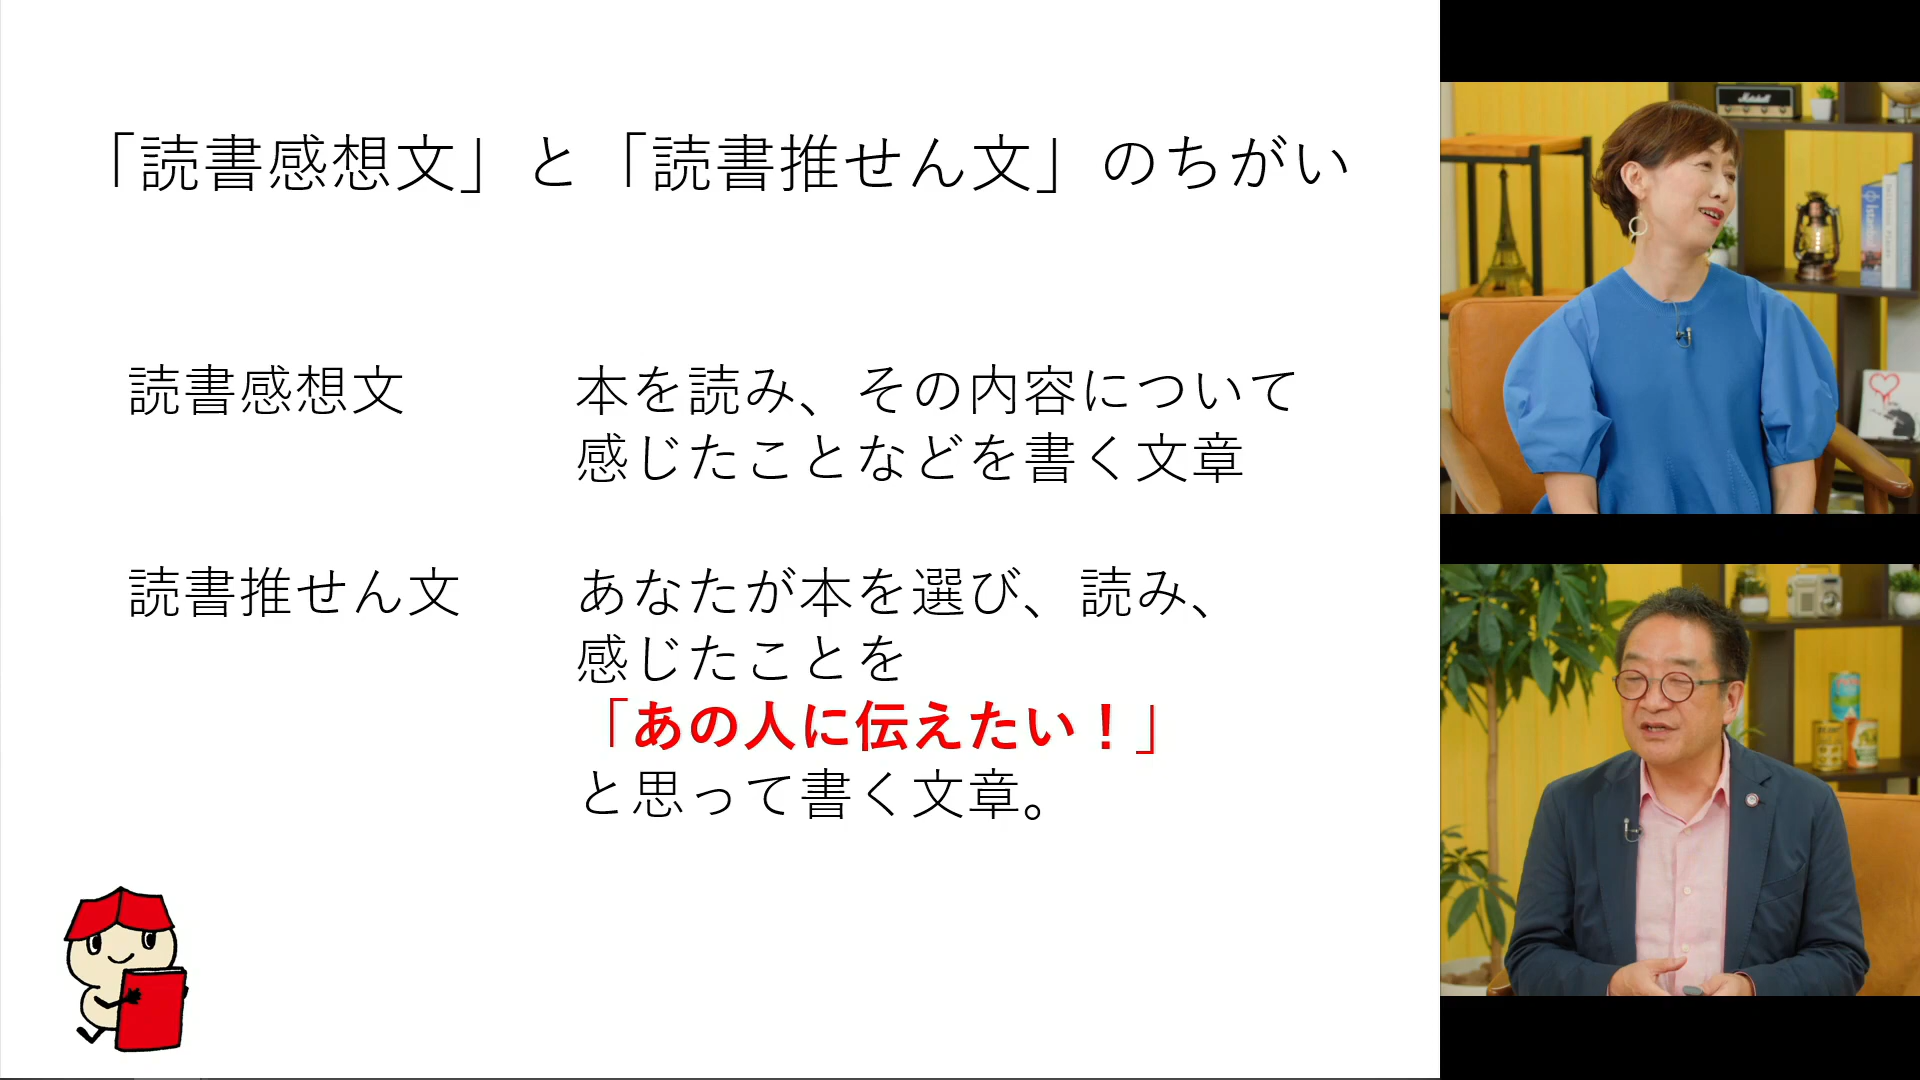 「読書感想文」と「読書推せん文」のちがい
読書感想文
本を読み、その内容について
感じたことなどを書く文章
読書推せん文
あなたが本を選び、読み、
感じたことを
「あの人に伝えたい！」
と思って書く文章。
Marshall
Istanbul